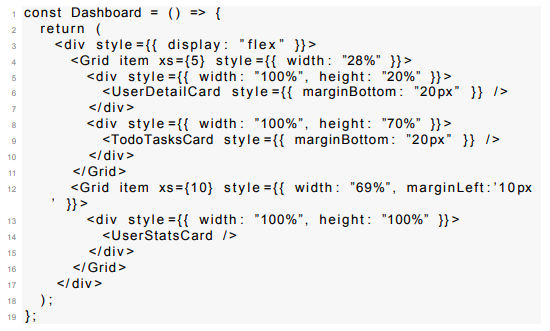 1 const Dashboard = () => {
2 return (
3 <div style={{ display: "flex" }}>
4 <Grid item xs={5} style={{ width: "28%" }}>
5 <div style={{ width: "100%", height: "20%" }}>
6 <UserDetailCard style={{ marginBottom: "20px" }} />
7 </div>
8 <div style={{ width: "100%", height: "70%" }}>
9 <TodoTasksCard style={{ marginBottom: "20px" }} />
10 </div>
11 </Grid>
12 <Grid item xs={10} style={{ width: "69%", marginLeft:'10px
' }}>
13 <div style={{ width: "100%", height: "100%" }}>
14 <UserStatsCard />
15 </div>
16 </Grid>
17 </div>
18 );
19 };